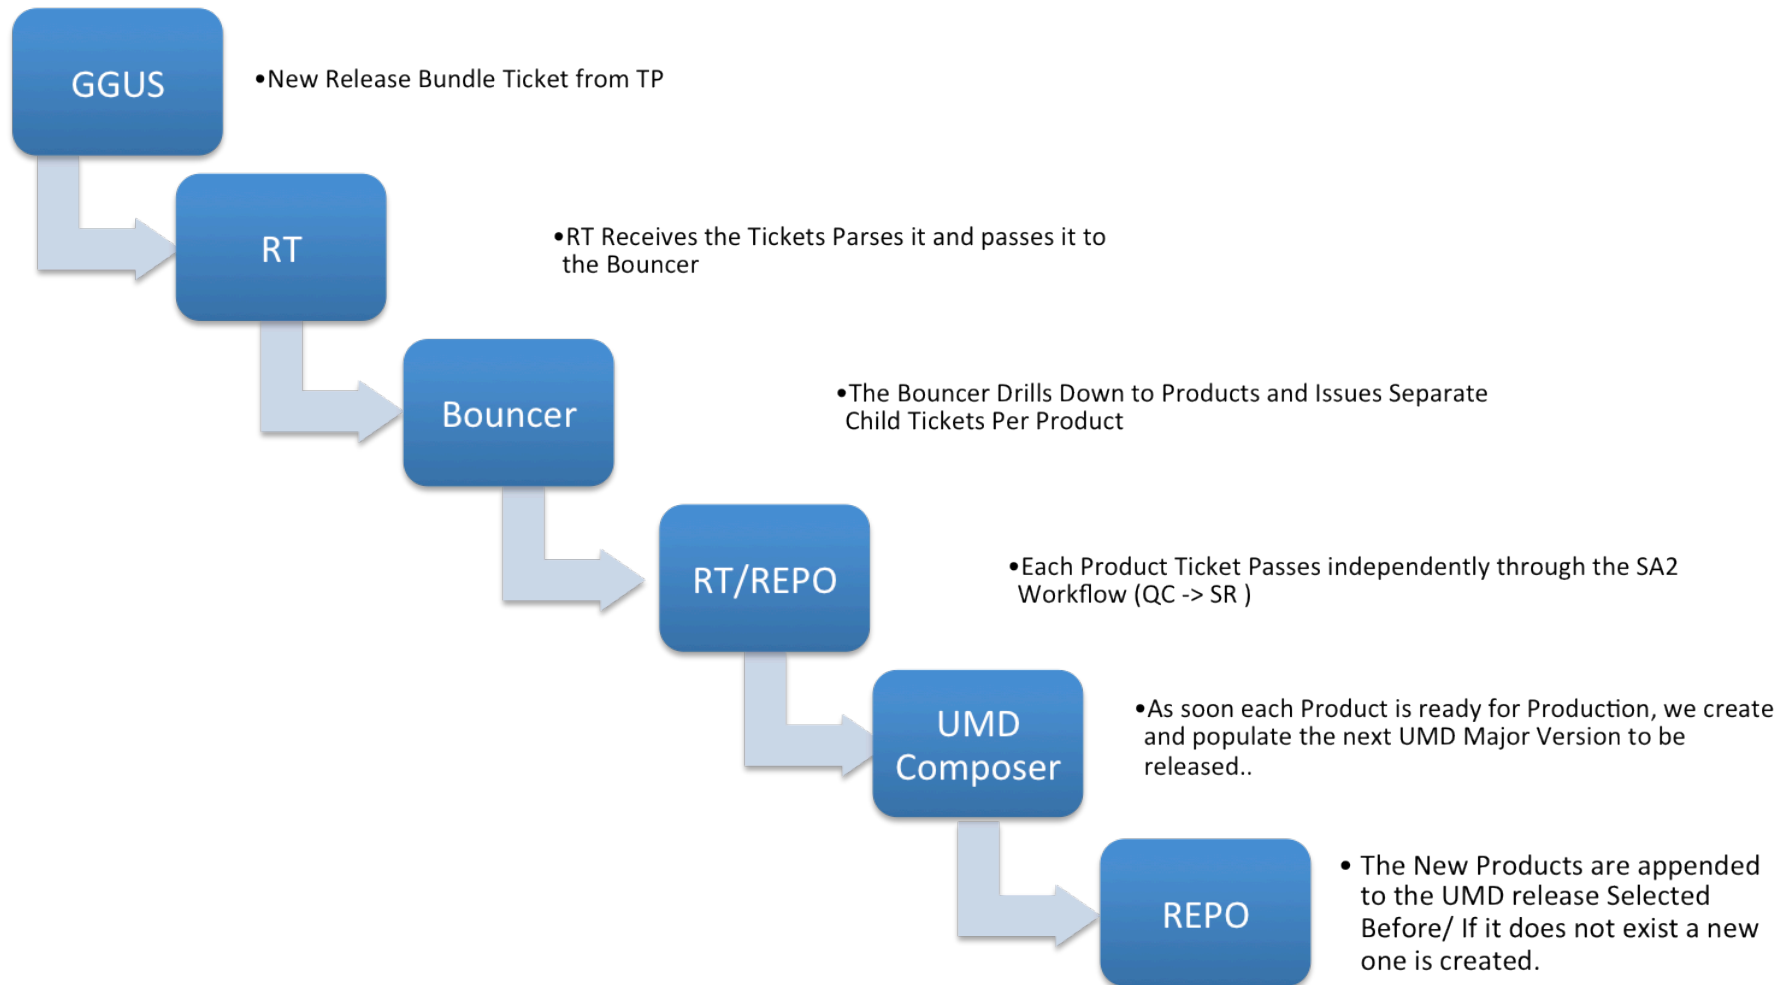 GGUS
•New Release Bundle Ticket from TP
RT
•RT Receives the Tickets Parses it and passes it to
the Bouncer
Bouncer
•The Bouncer Drills Down to Products and Issues Separate
Child Tickets Per Product
RT/REPO
•Each Product Ticket Passes independently through the SA2
Workflow (QC -> SR )
UMD
Composer
•As soon each Product is ready for Production, we create
and populate the next UMD Major Version to be
released..
REPO
• The New Products are appended
to the UMD release Selected
Before/ If it does not exist a new
one is created.